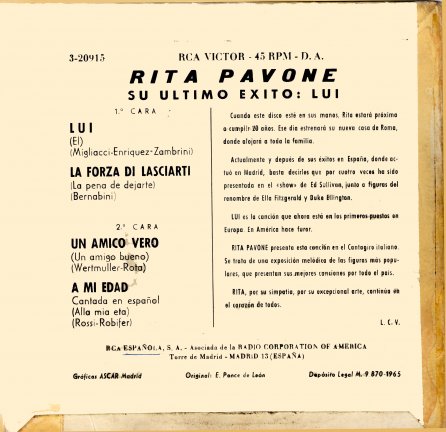 3-20915 RCA VICTOR - 45 RPM - D. A.
RITA PAVONE
SU ULTIMO EXITO: LUI
1.ª CARA
LUI
(El)
(Migliacci-Enriquez-Zambrini)
LA FORZA DI LASCIARTI
(La pena de dejarte)
(Bernabini)
2.ª CARA
UN AMICO VERO
(Un amigo bueno)
(Wertmuller-Rota)
A MI EDAD
Cantada en español
(Alla mia eta)
(Rossi-Robifer)
Cuando este disco esté en sus manos, Rita estará próxima
a cumplir 20 años. Ese día estrenará su nueva casa de Roma,
donde alojará a toda la familia.
Actualmente y depués de sus éxitos en España, donde ac-
tuó en Madrid, basta decirles que por cuatro veces ha sido
presentada en el «show» de Ed Sullivan, junto a figuras del
renombre de Ella Fitzgerald y Duke Ellington.
LUI es la canción que ahora está en los primeros puestos en
Europa. En América hace furor.
RITA PAVONE presenta esta canción en el Cantagiro italiano.
Se trata de una exposición melódica de las figuras más popu-
lares, que presentan sus mejores canciones por todo el país.
RITA, por su simpatía, por su excepcional arte, continúa en
el corazón de todos.
L. C. V.
RCA ESPAÑOLA, S. A. - Asociada de la RADIO CORPORATION OF AMERICA
Torre de Madrid - MADRID 13 (ESPAÑA)
Gráficas ASCAR-Madrid Original: E. Ponce de León Depósito Legal M.-9 870-1965